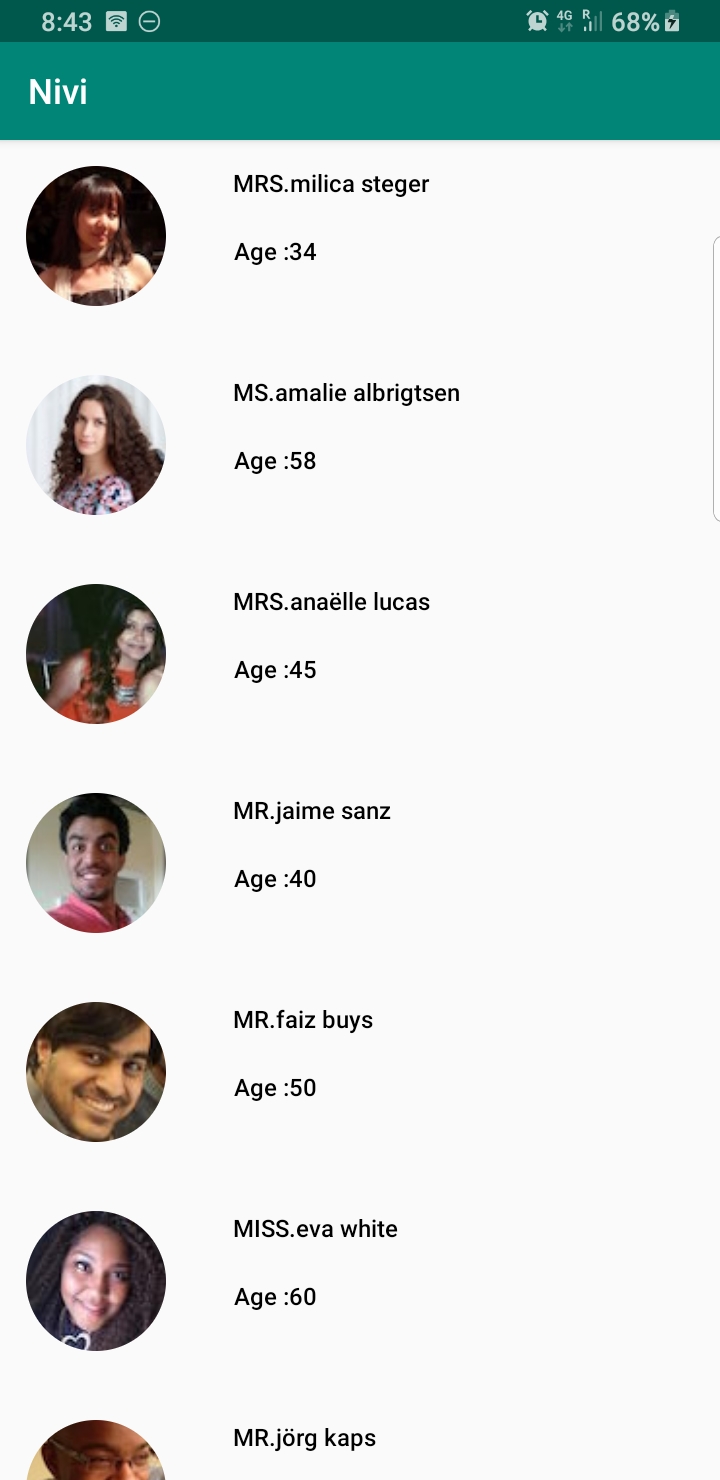 8:43 4G R 68%
Nivi
MRS.milica steger
Age :34
MS.amalie albrigtsen
Age :58
MRS.anaëlle lucas
Age :45
MR.jaime sanz
Age :40
MR.faiz buys
Age :50
MISS.eva white
Age :60
MR.jörg kaps